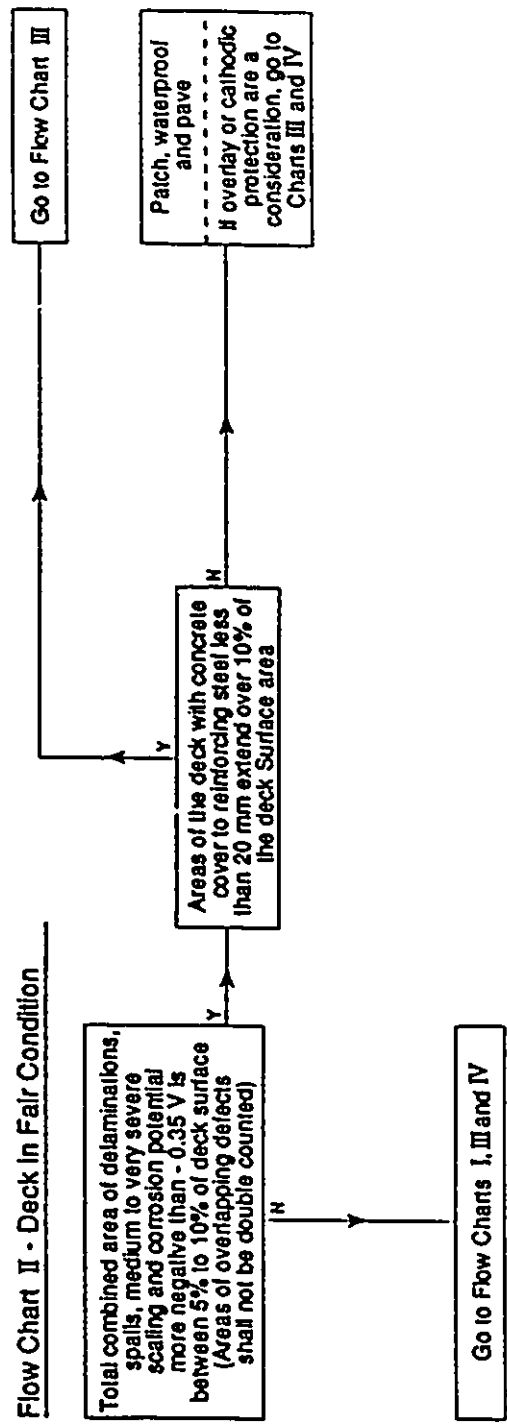 Flow Chart II - Deck In Fair Condition
Total combined area of delaminations,
spalls, medium to very severe
scaling and corrosion potential
more negative than - 0.35 V is
between 5% to 10% of deck surface
(Areas of overlapping defects
shall not be double counted)
Y
N
Go to Flow Charts I, III and IV
Areas of the deck with concrete
cover to reinforcing steel less
than 20 mm extend over 10% of
the deck Surface area
Y
N
Go to Flow Chart III
Patch, waterproof
and pave
If overlay or cathodic
protection are a
consideration, go to
Charts III and IV